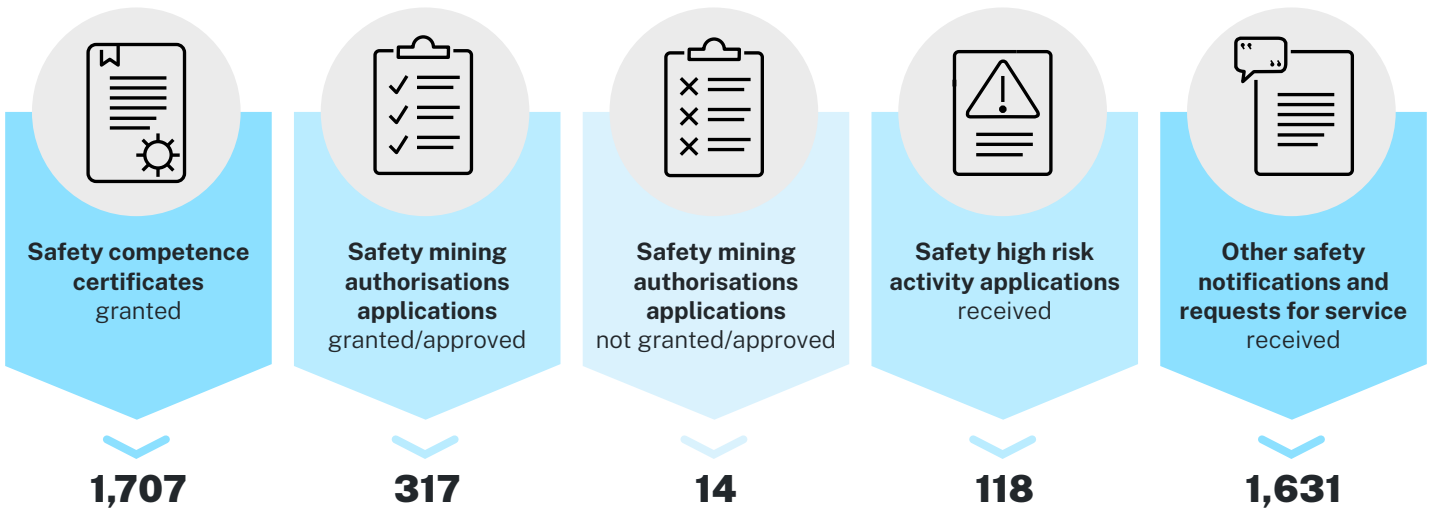 Safety competence
certificates
granted
1,707
Safety mining
authorisations
applications
granted/approved
317
Safety mining
authorisations
applications
not granted/approved
14
Safety high risk
activity applications
received
118
Other safety
notifications and
requests for service
received
1,631